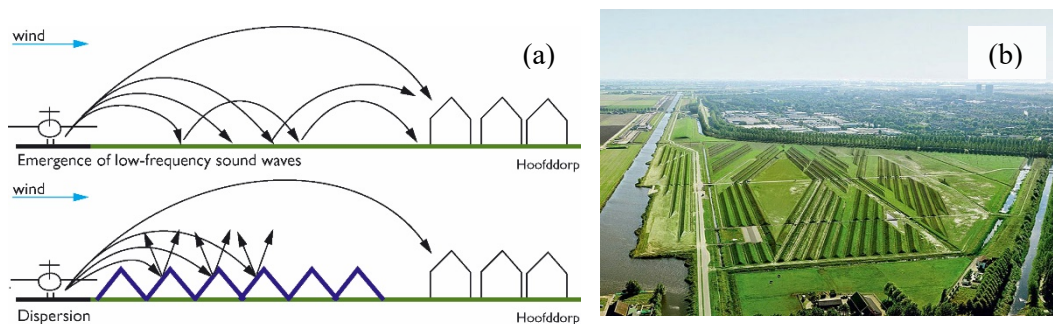 wind
(a)
Emergence of low-frequency sound waves
Hoofddorp
wind
Dispersion
Hoofddorp
(b)